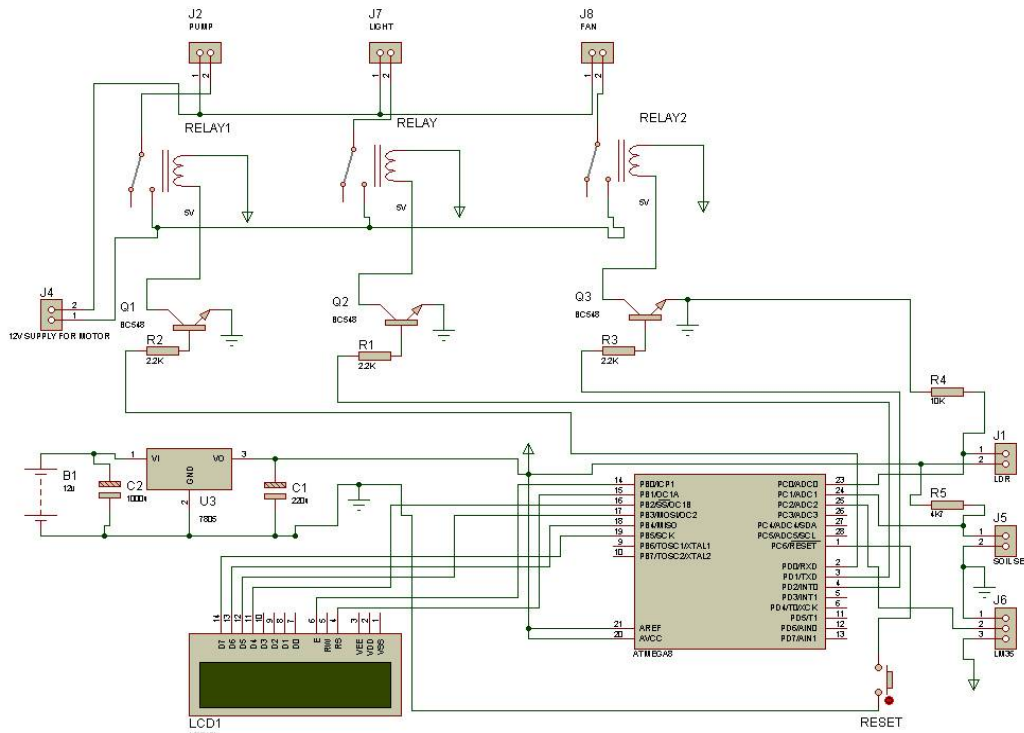 J2
PUMP
J7
LIGHT
J8
FAN
1
2
1
2
1
2
RELAY1
RELAY
RELAY2
5V
5V
5V
J4
2
1
12V SUPPLY FOR MOTOR
Q1
BC548
Q2
BC548
Q3
BC548
R2
2.2K
R1
2.2K
R3
2.2K
R4
10K
J1
1
2
LDR
B1
C2
1
VI
VO
3
GND
2
U3
7805
C1
R5
4K7
J5
1
2
SOILSE
J6
1
2
3
LM35
14 PB0/ICP1
15 PB1/OC1A
16 PB2/SS/OC1B
17 PB3/MOSI/OC2
18 PB4/MISO
19 PB5/SCK
9 PB6/TOSC1/XTAL1
10 PB7/TOSC2/XTAL2
21 AREF
20 AVCC
PC0/ADC0 23
PC1/ADC1 24
PC2/ADC2 25
PC3/ADC3 26
PC4/ADC4/SDA 27
PC5/ADC5/SCL 28
PC6/RESET 1
PD0/RXD 2
PD1/TXD 3
PD2/INT0 4
PD3/INT1 5
PD4/T0/XCK 6
PD5/T1 11
PD6/AIN0 12
PD7/AIN1 13
ATMEGA8
14 13 12 11 10 9 8 7 6 5 4 3 2 1
D7 D6 D5 D4 D3 D2 D1 D0 E RW RS VEE VDD VSS
LCD1
RESET